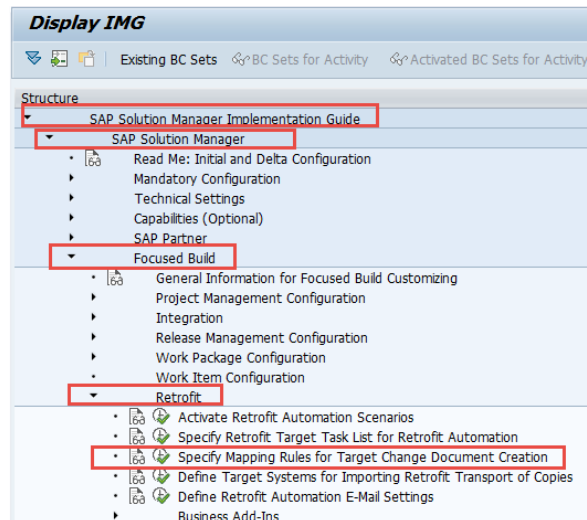 Display IMG
Existing BC Sets BC Sets for Activity Activated BC Sets for Activity
Structure
SAP Solution Manager Implementation Guide
SAP Solution Manager
Read Me: Initial and Delta Configuration
Mandatory Configuration
Technical Settings
Capabilities (Optional)
SAP Partner
Focused Build
General Information for Focused Build Customizing
Project Management Configuration
Integration
Release Management Configuration
Work Package Configuration
Work Item Configuration
Retrofit
Activate Retrofit Automation Scenarios
Specify Retrofit Target Task List for Retrofit Automation
Specify Mapping Rules for Target Change Document Creation
Define Target Systems for Importing Retrofit Transport of Copies
Define Retrofit Automation E-Mail Settings
Business Add-Ins